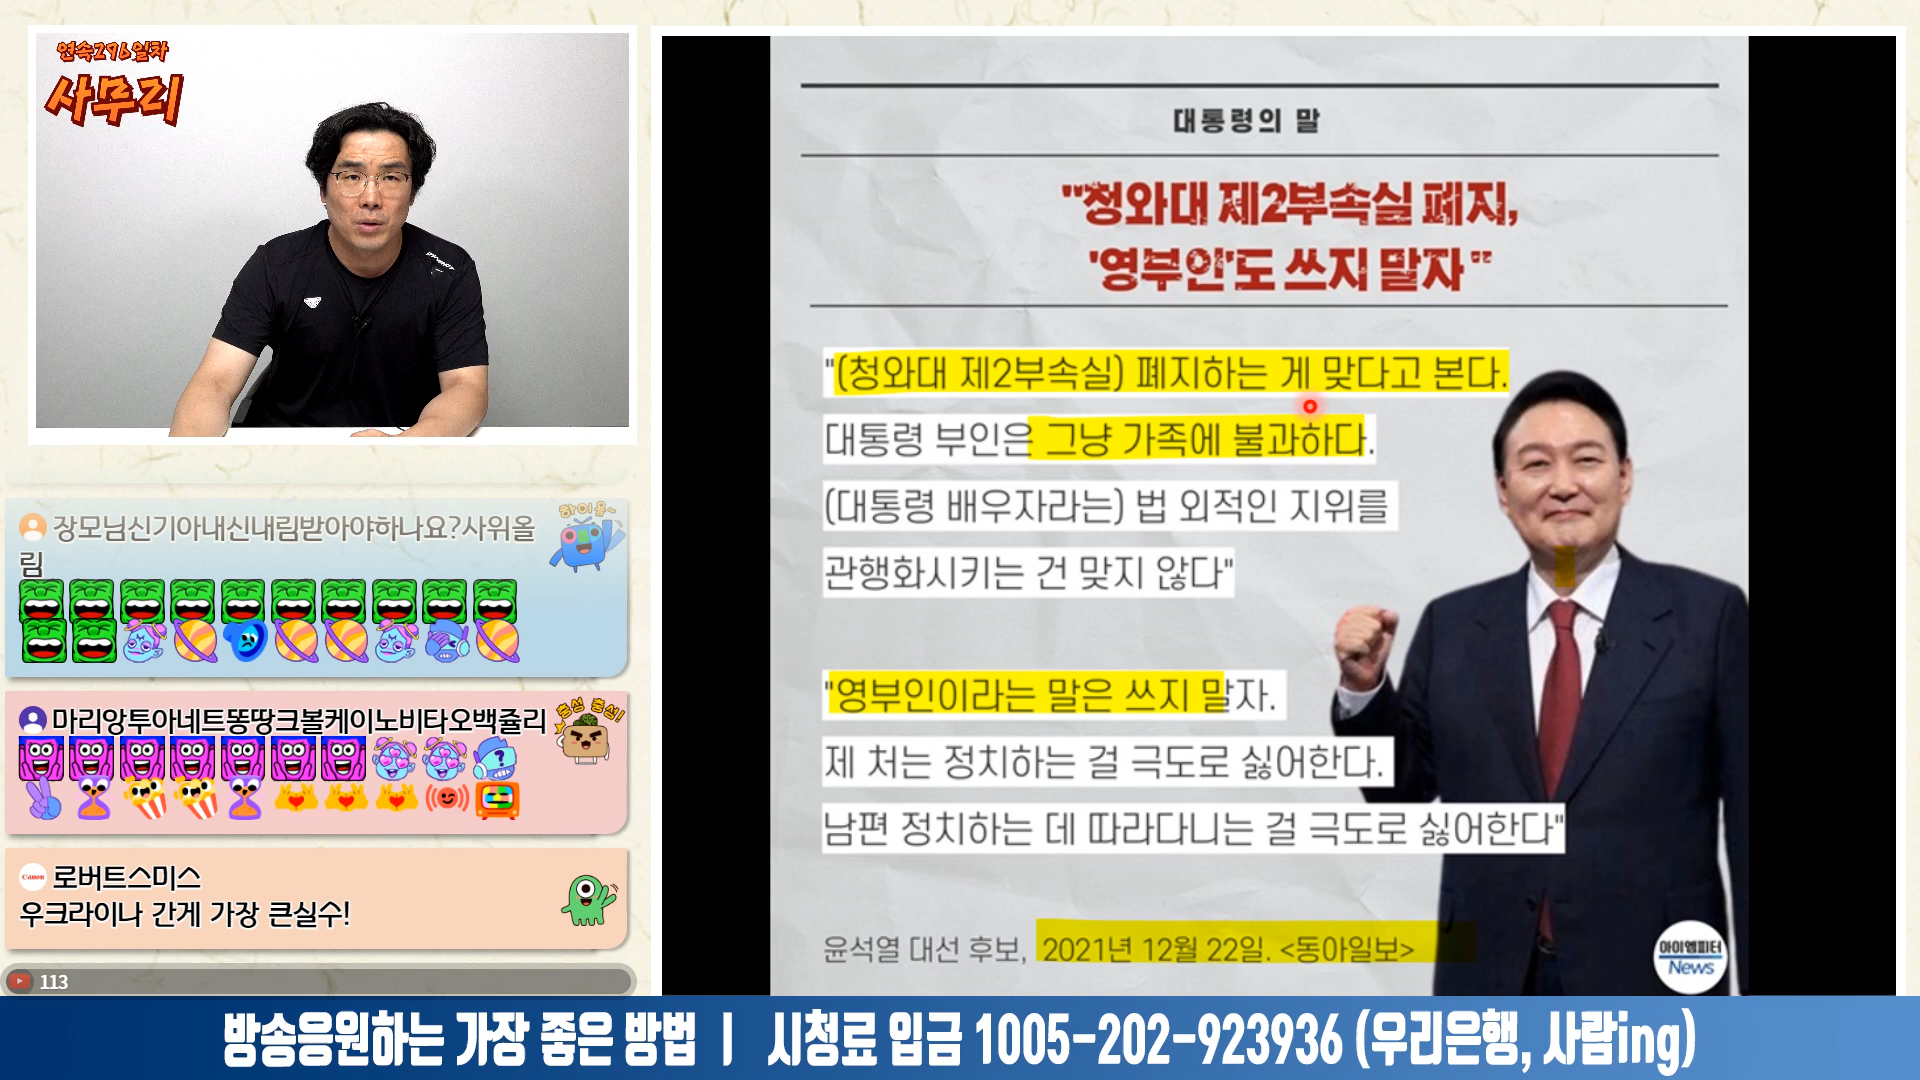 연속296일차
사무리
장모님신기아내신내림받아야하나요?사위올
림
하이욤~
마리앙투아네트똥땅크볼케이노비타오백쥴리
충성 충성!
Canon
로버트스미스
우크라이나 간게 가장 큰실수!
113
대통령의 말
"청와대 제2부속실 폐지,
'영부인'도 쓰지 말자"
"(청와대 제2부속실) 폐지하는 게 맞다고 본다.
대통령 부인은 그냥 가족에 불과하다.
(대통령 배우자라는) 법 외적인 지위를
관행화시키는 건 맞지 않다"
"영부인이라는 말은 쓰지 말자.
제 처는 정치하는 걸 극도로 싫어한다.
남편 정치하는 데 따라다니는 걸 극도로 싫어한다"
윤석열 대선 후보, 2021년 12월 22일. <동아일보>
아이엠피터
News
방송응원하는 가장 좋은 방법 ㅣ 시청료 입금 1005-202-923936 (우리은행, 사람ing)